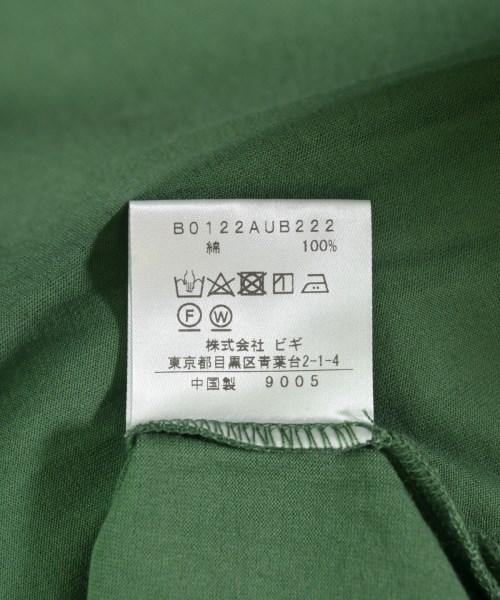 B0122AUB222
綿 100%
F W
株式会社 ビギ
東京都目黒区青葉台2-1-4
中国製 9005